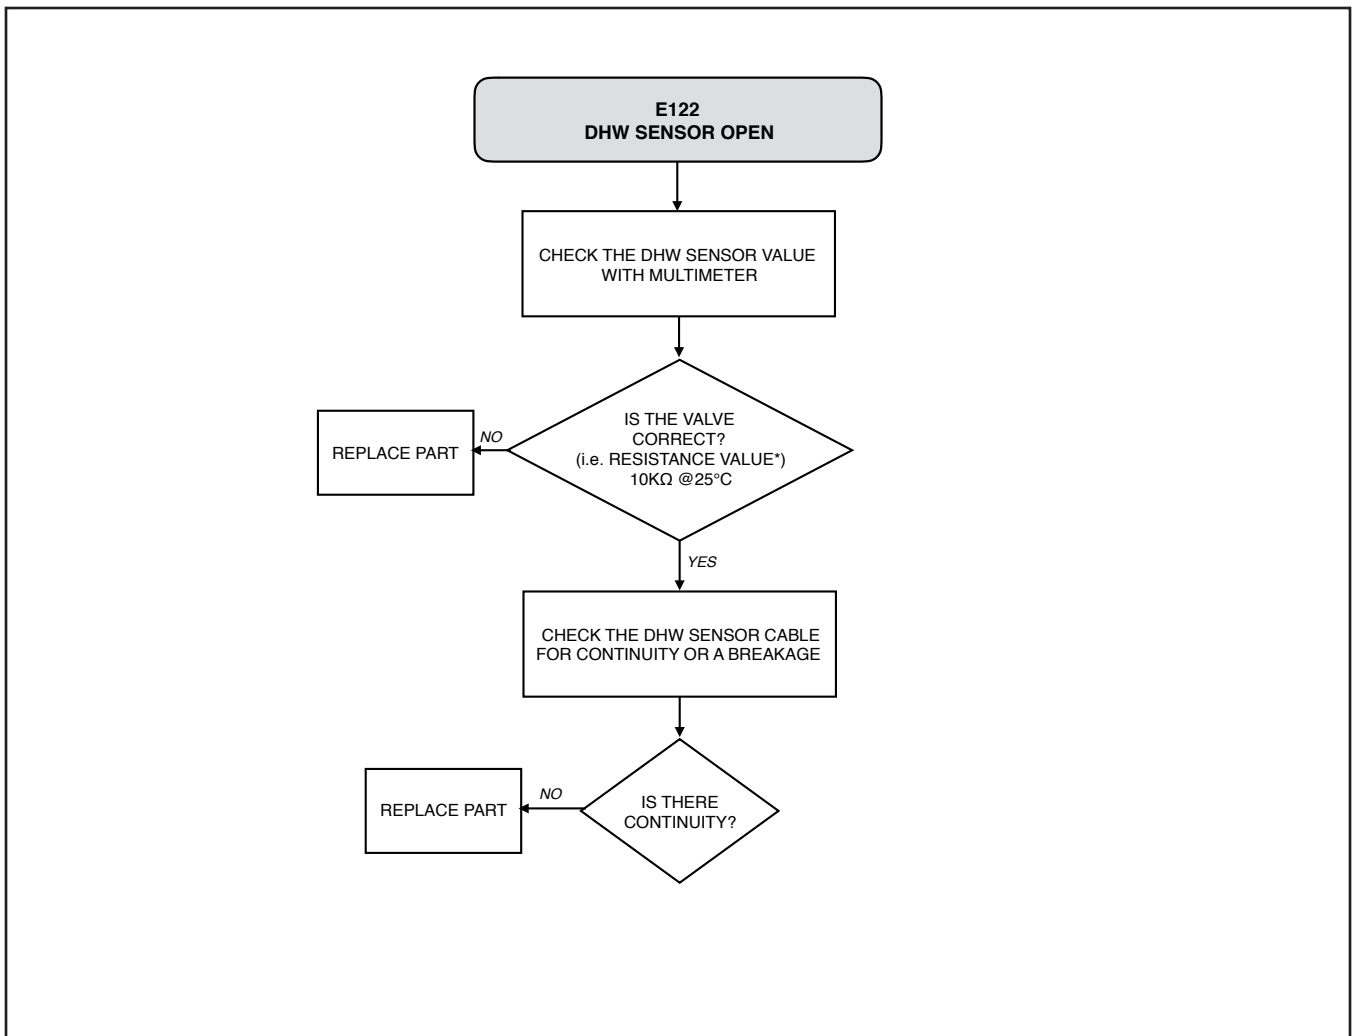 E122
DHW SENSOR OPEN
CHECK THE DHW SENSOR VALUE
WITH MULTIMETER
IS THE VALVE
CORRECT?
(i.e. RESISTANCE VALUE*)
10KΩ @25°C
NO
REPLACE PART
YES
CHECK THE DHW SENSOR CABLE
FOR CONTINUITY OR A BREAKAGE
IS THERE
CONTINUITY?
NO
REPLACE PART